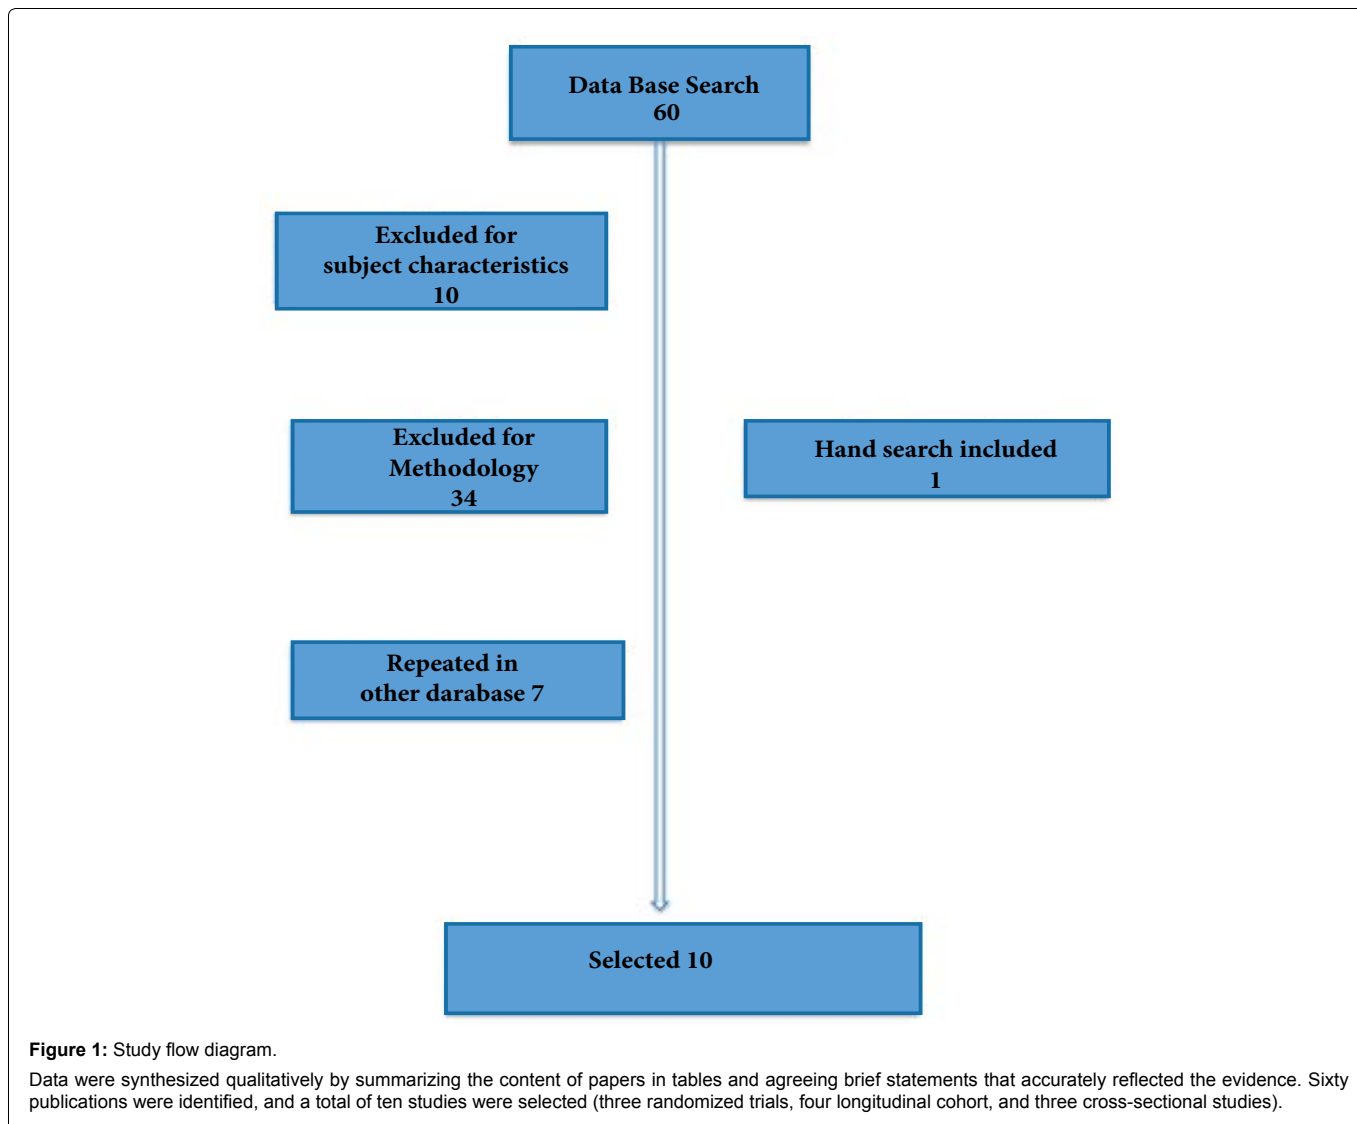 Data Base Search
60
Excluded for
subject characteristics
10
Excluded for
Methodology
34
Hand search included
1
Repeated in
other darabase 7
Selected 10
Figure 1: Study flow diagram.
Data were synthesized qualitatively by summarizing the content of papers in tables and agreeing brief statements that accurately reflected the evidence. Sixty
publications were identified, and a total of ten studies were selected (three randomized trials, four longitudinal cohort, and three cross-sectional studies).